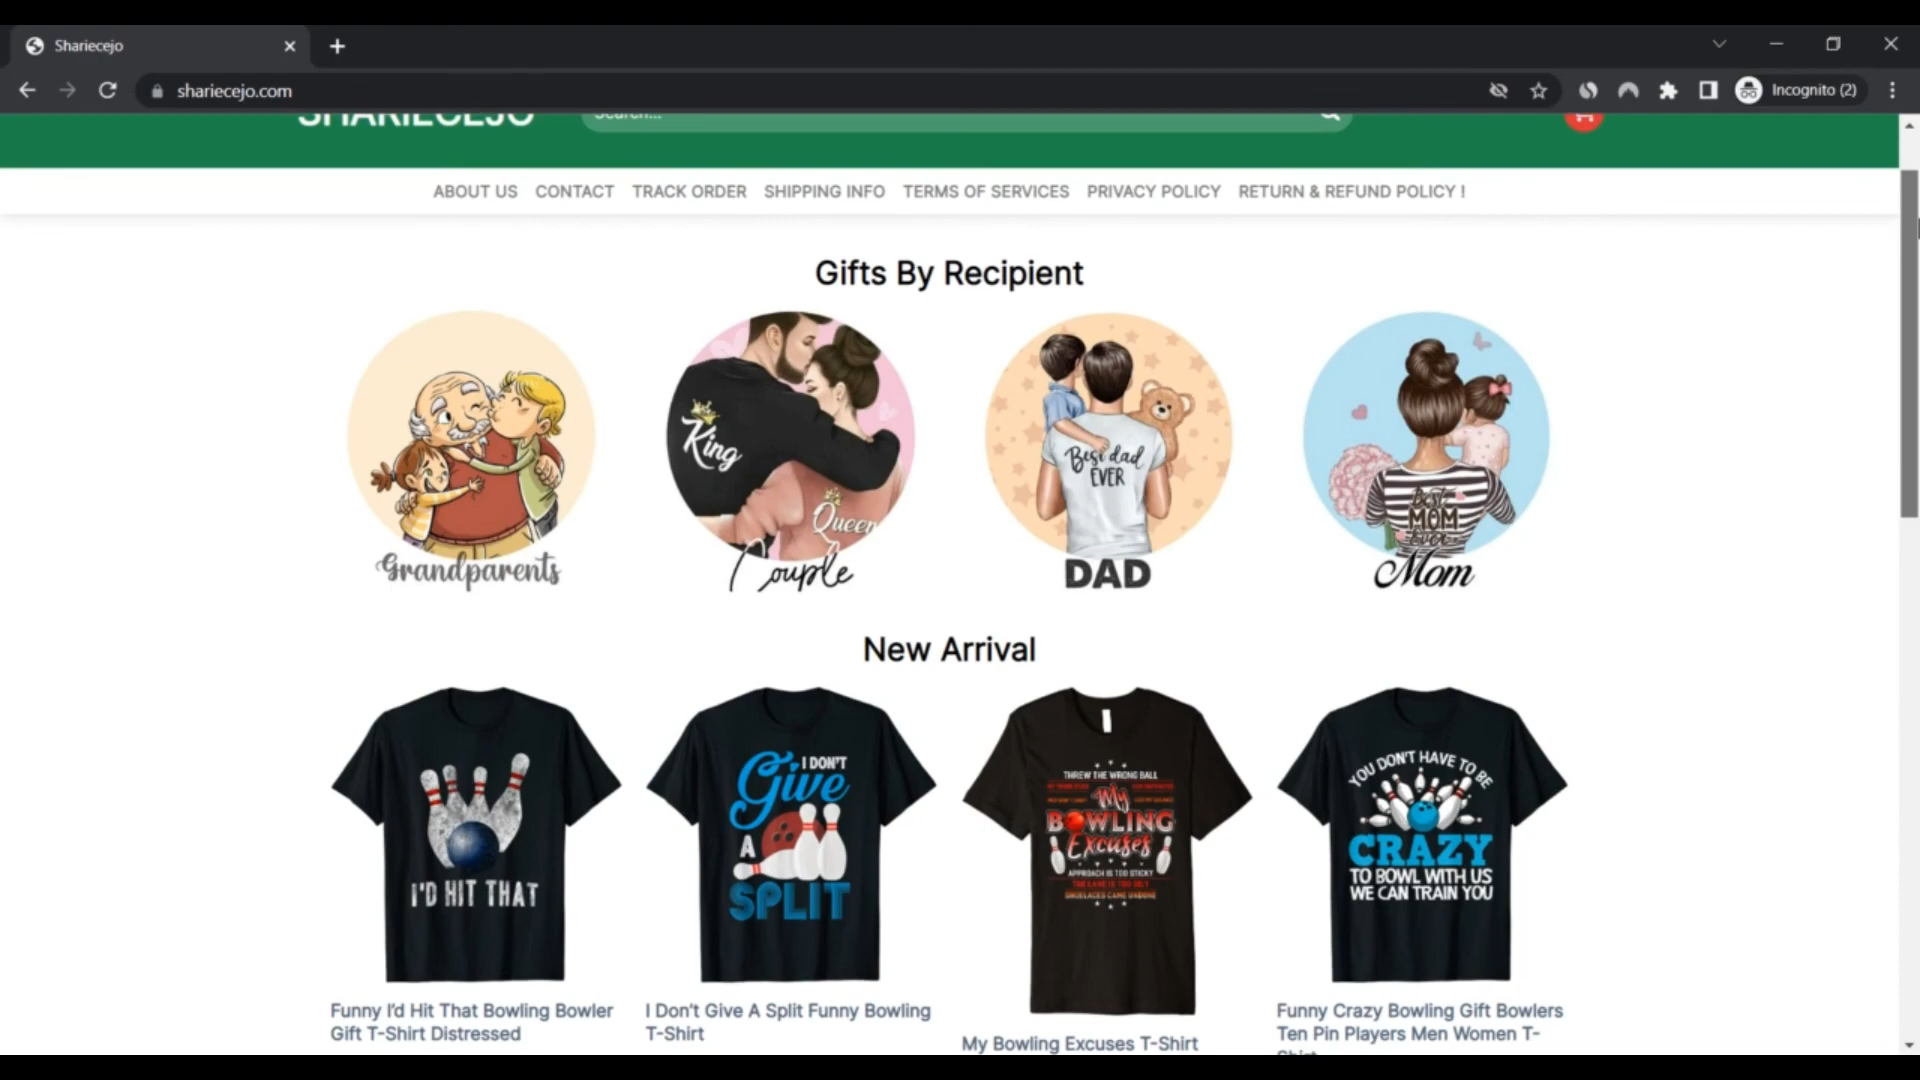 Shariecejo
shariecejo.com
Incognito (2)
SHARIECEJO
Search...
ABOUT US CONTACT TRACK ORDER SHIPPING INFO TERMS OF SERVICES PRIVACY POLICY RETURN & REFUND POLICY !
Gifts By Recipient
King
Queen
Best dad
EVER
Best
MOM
Ever
Grandparents
Couple
DAD
Mom
New Arrival
I'D HIT THAT
I DON'T
Give
A
SPLIT
THREW THE WRONG BALL
My
BOWLING
Excuses
APPROACH IS TOO STICKY
THE LANE IS TOO OILY
SHOELACES CAME UNDONE
YOU DON'T HAVE TO BE
CRAZY
TO BOWL WITH US
WE CAN TRAIN YOU
Funny I'd Hit That Bowling Bowler
Gift T-Shirt Distressed
I Don't Give A Split Funny Bowling
T-Shirt
My Bowling Excuses T-Shirt
Funny Crazy Bowling Gift Bowlers
Ten Pin Players Men Women T-
Shirt